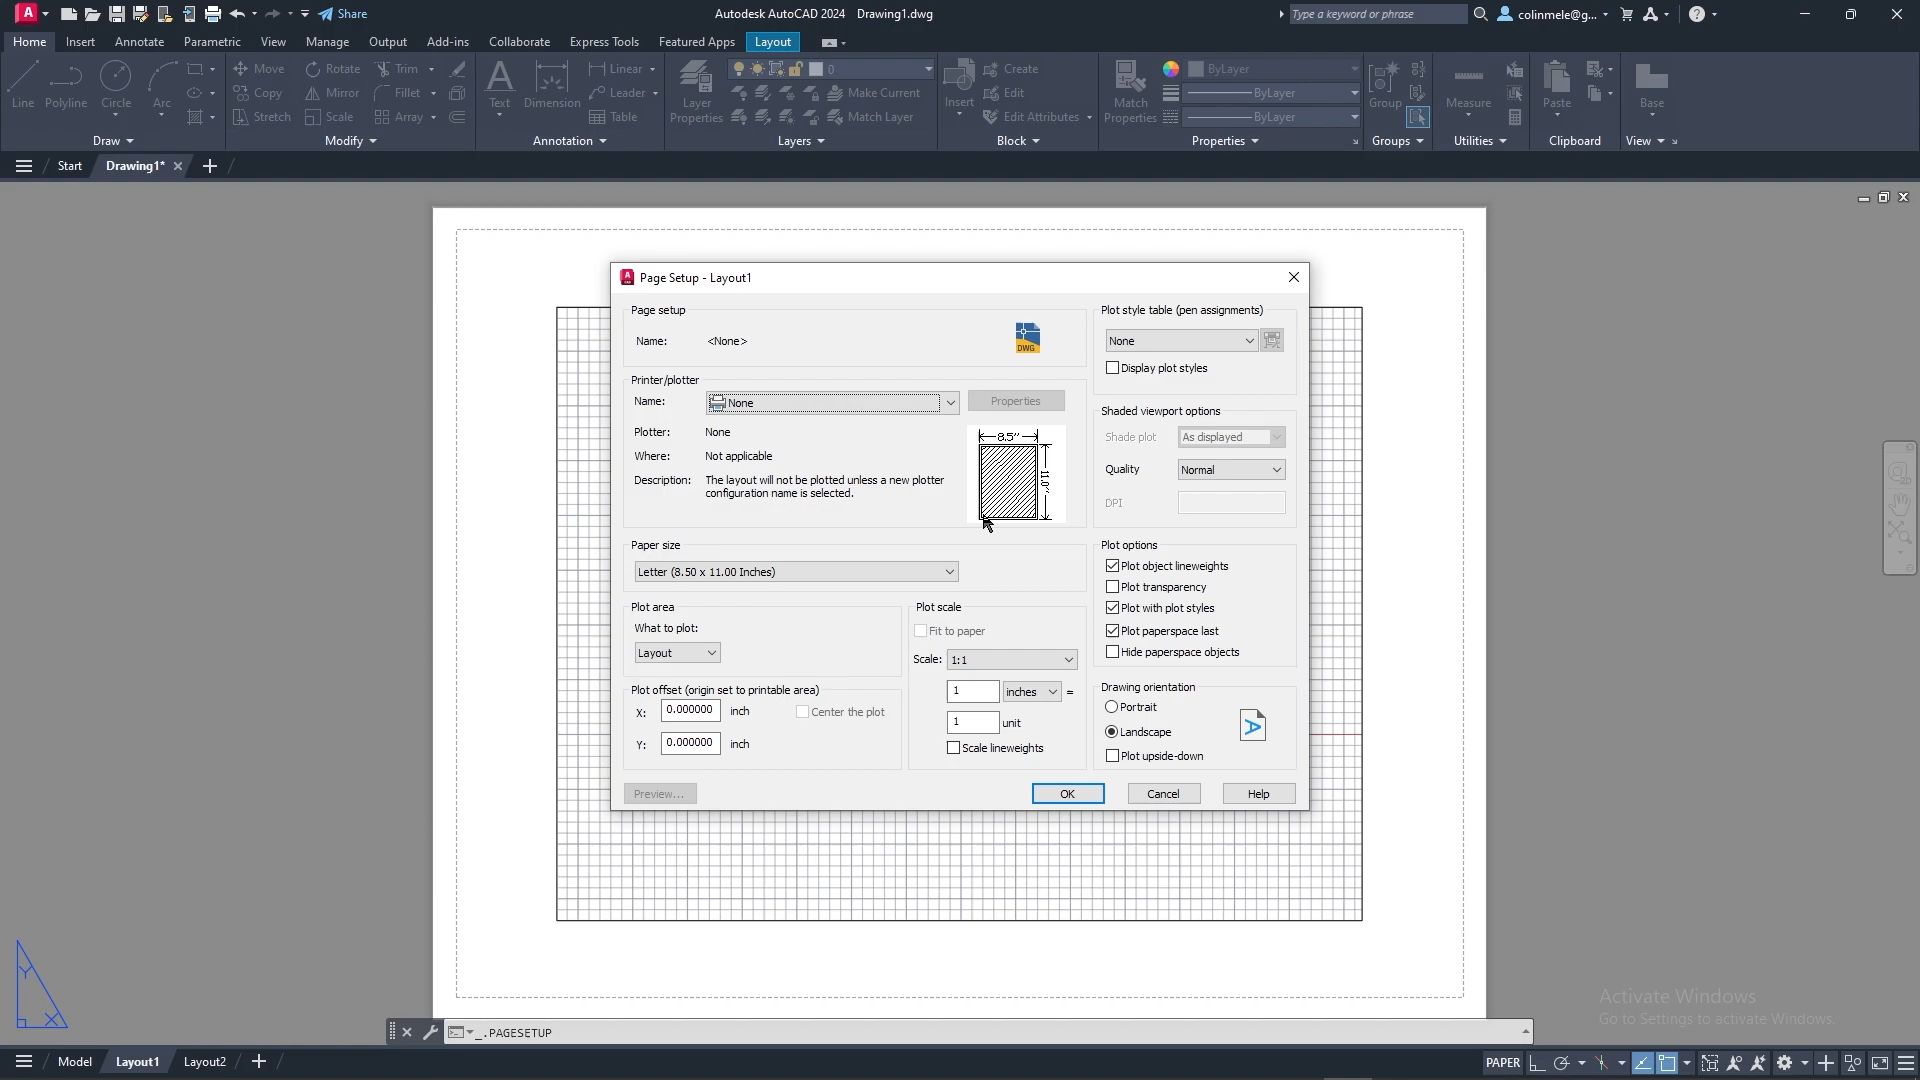 Share
Autodesk AutoCAD 2024 Drawing1.dwg
Type a keyword or phrase
colinmele@g...
Home Insert Annotate Parametric View Manage Output Add-ins Collaborate Express Tools Featured Apps Layout
Line Polyline Circle Arc
Move Rotate Trim
Copy Mirror Fillet
Stretch Scale Array
Text Dimension
Linear
Leader
Table
Layer
Properties
0
Make Current
Match Layer
Insert
Create
Edit
Edit Attributes
Match
Properties
ByLayer
ByLayer
ByLayer
Group
Measure
Paste
Base
Draw Modify Annotation Layers Block Properties Groups Utilities Clipboard View
Start Drawing1*
Page Setup - Layout1
Page setup
Name: <None>
DWG
Printer/plotter
Name: None Properties
Plotter: None
Where: Not applicable
Description: The layout will not be plotted unless a new plotter
configuration name is selected.
8.5''
11.0''
Paper size
Letter (8.50 x 11.00 Inches)
Plot area
What to plot:
Layout
Plot offset (origin set to printable area)
X: 0.000000 inch Center the plot
Y: 0.000000 inch
Plot scale
Fit to paper
Scale: 1:1
1 inches =
1 unit
Scale lineweights
Plot style table (pen assignments)
None
Display plot styles
Shaded viewport options
Shade plot As displayed
Quality Normal
DPI
Plot options
Plot object lineweights
Plot transparency
Plot with plot styles
Plot paperspace last
Hide paperspace objects
Drawing orientation
Portrait
Landscape
Plot upside-down
A
Preview... OK Cancel Help
Y
X
Activate Windows
Go to Settings to activate Windows.
_.PAGESETUP
Model Layout1 Layout2
PAPER